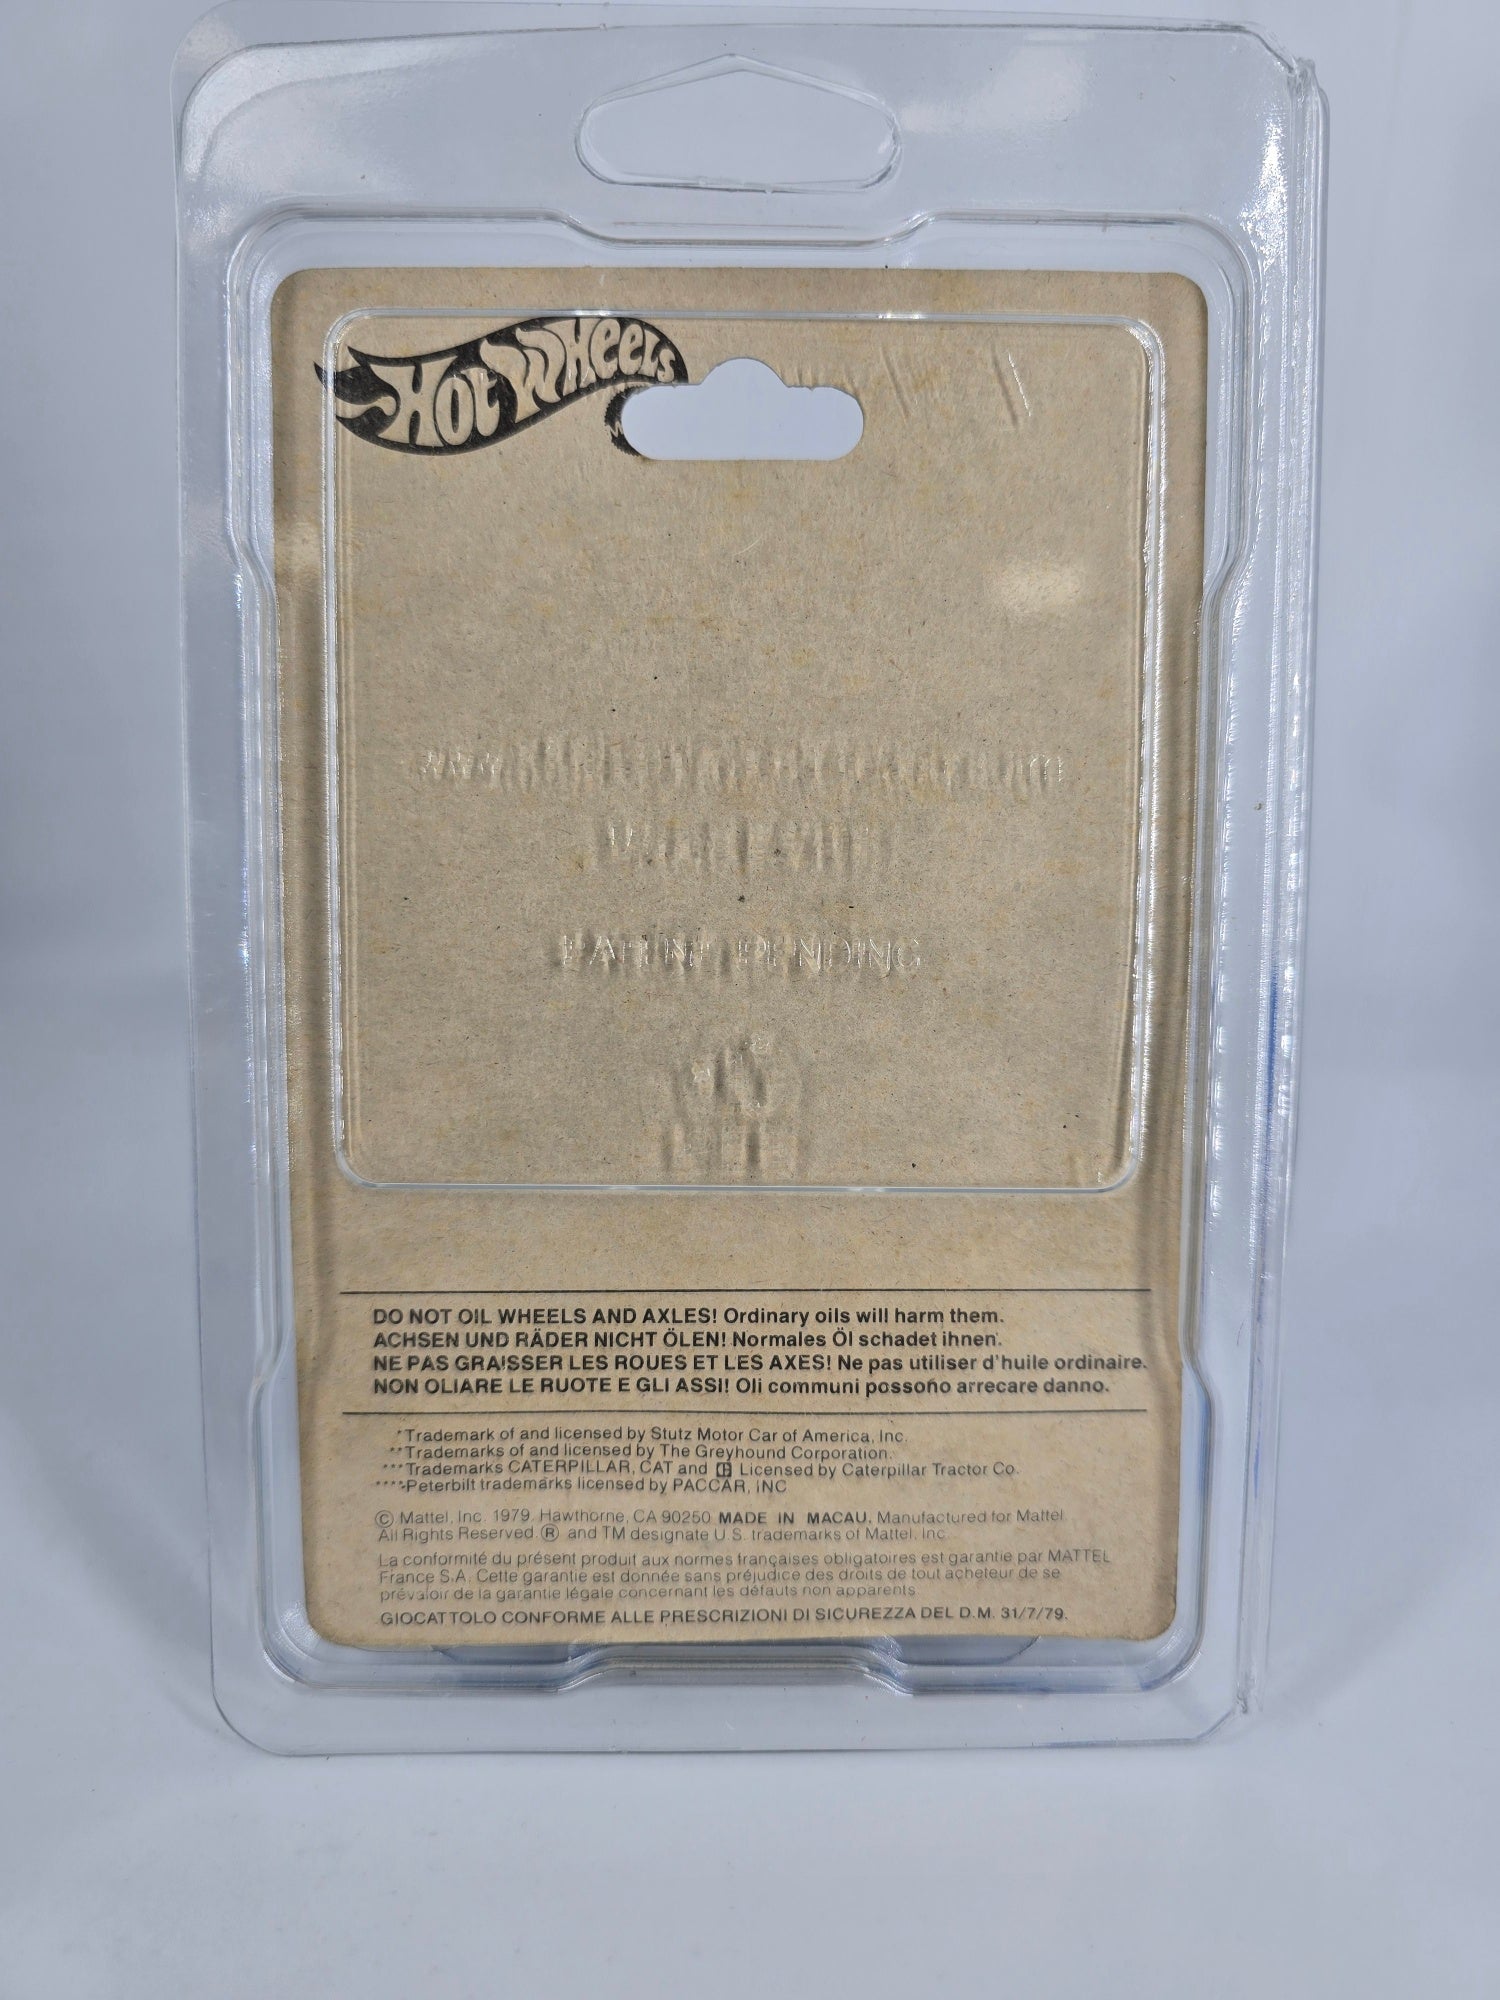 Hot Wheels
PATENT PENDING
DO NOT OIL WHEELS AND AXLES! Ordinary oils will harm them.
ACHSEN UND RÄDER NICHT ÖLEN! Normales Öl schadet ihnen.
NE PAS GRAISSER LES ROUES ET LES AXES! Ne pas utiliser d'huile ordinaire.
NON OLIARE LE RUOTE E GLI ASSI! Oli communi possono arrecare danno.
*Trademark of and licensed by Stutz Motor Car of America, Inc.
**Trademarks of and licensed by The Greyhound Corporation.
***Trademarks CATERPILLAR, CAT and Licensed by Caterpillar Tractor Co.
****Peterbilt trademarks licensed by PACCAR, INC
© Mattel, Inc. 1979. Hawthorne, CA 90250 MADE IN MACAU. Manufactured for Mattel.
All Rights Reserved. ® and TM designate U.S. trademarks of Mattel, Inc.
La conformité du présent produit aux normes françaises obligatoires est garantie par MATTEL
France S.A. Cette garantie est donnée sans préjudice des droits de tout acheteur de se
prévaloir de la garantie légale concernant les défauts non apparents.
GIOCATTOLO CONFORME ALLE PRESCRIZIONI DI SICUREZZA DEL D.M. 31/7/79.